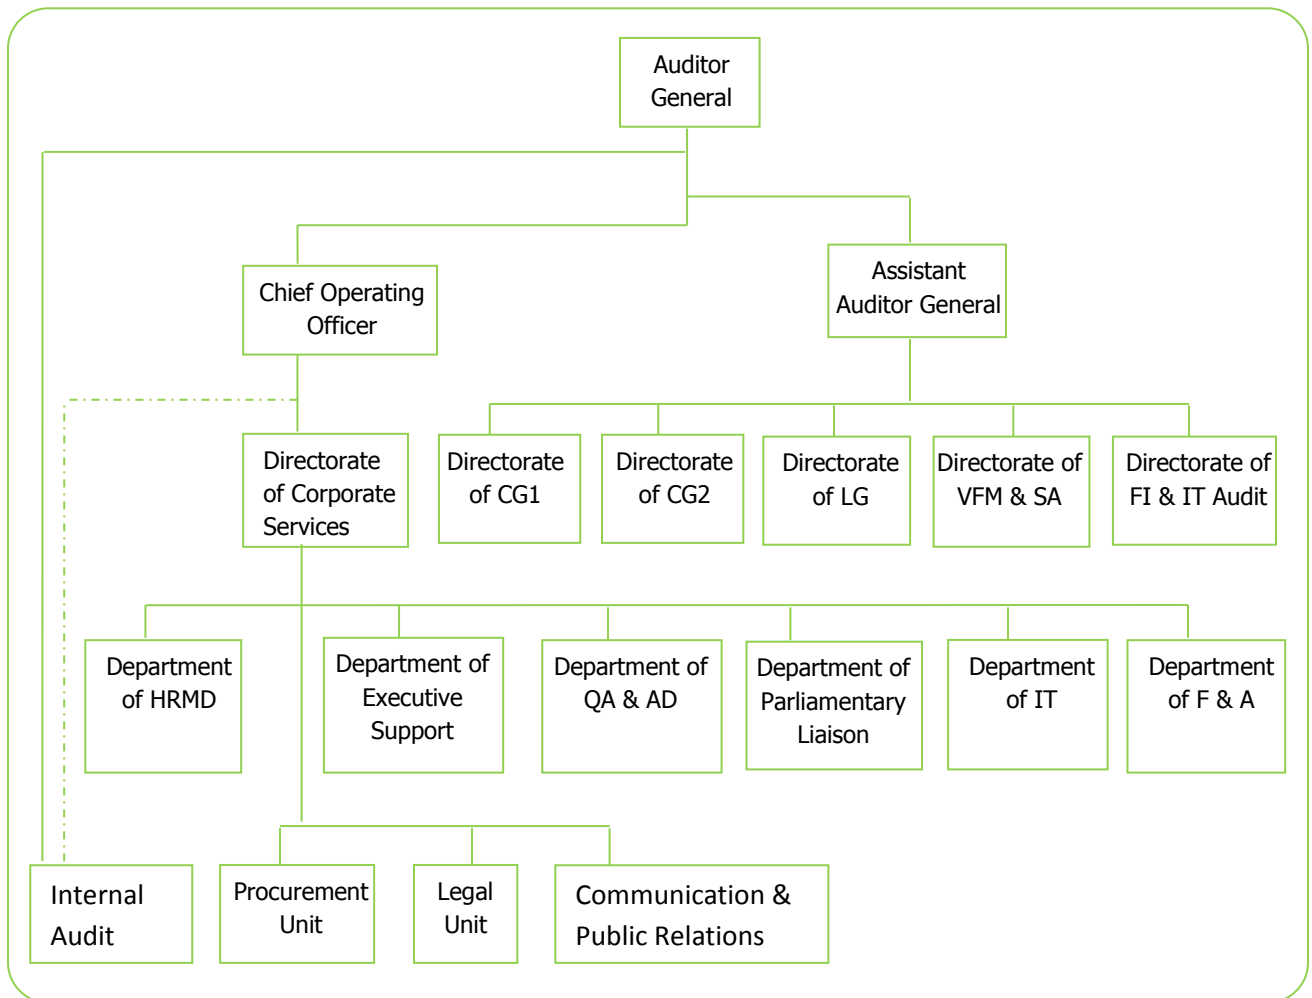 Auditor
General
Chief Operating
Officer
Assistant
Auditor General
Directorate
of Corporate
Services
Directorate
of CG1
Directorate
of CG2
Directorate
of LG
Directorate of
VFM & SA
Directorate of
FI & IT Audit
Department
of HRMD
Department of
Executive
Support
Department of
QA & AD
Department of
Parliamentary
Liaison
Department
of IT
Department
of F & A
Internal
Audit
Procurement
Unit
Legal
Unit
Communication &
Public Relations